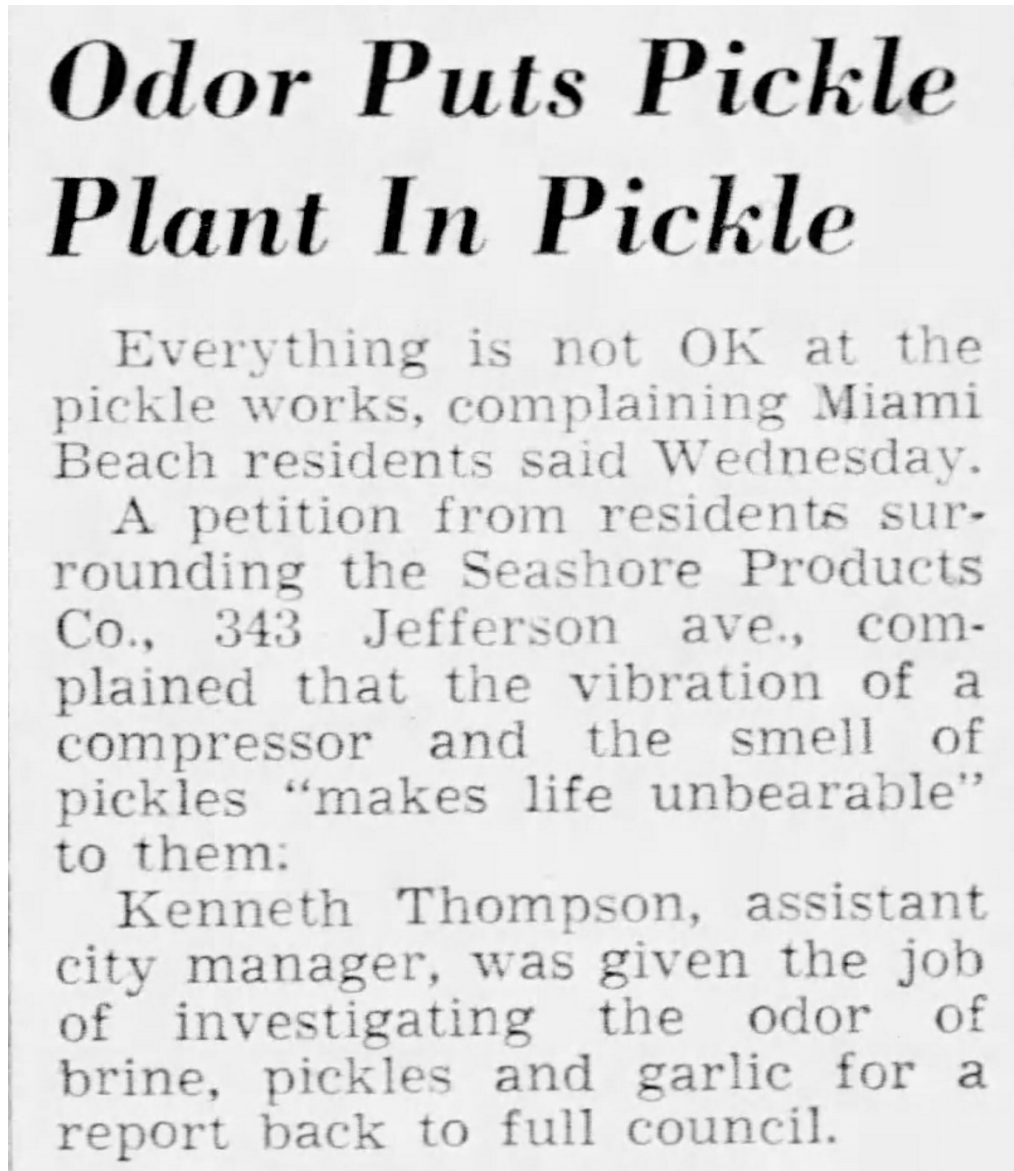 Odor Puts Pickle
Plant In Pickle
Everything is not OK at the
pickle works, complaining Miami
Beach residents said Wednesday.
A petition from residents sur-
rounding the Seashore Products
Co., 343 Jefferson ave., com-
plained that the vibration of a
compressor and the smell of
pickles “makes life unbearable”
to them:
Kenneth Thompson, assistant
city manager, was given the job
of investigating the odor of
brine, pickles and garlic for a
report back to full council.